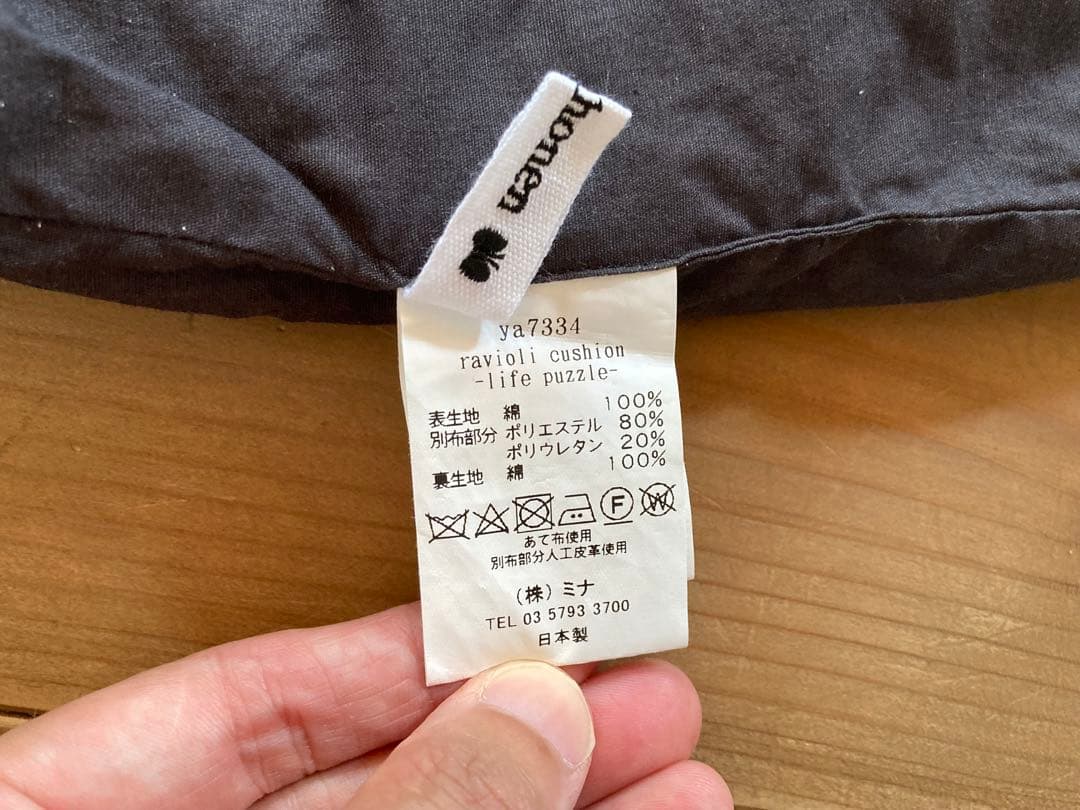 honen
ya7334
ravioli cushion
-life puzzle-
表生地 綿 100%
別布部分 ポリエステル 80%
ポリウレタン 20%
裏生地 綿 100%
F W
あて布使用
別布部分人工皮革使用
(株)ミナ
TEL 03 5793 3700
日本製